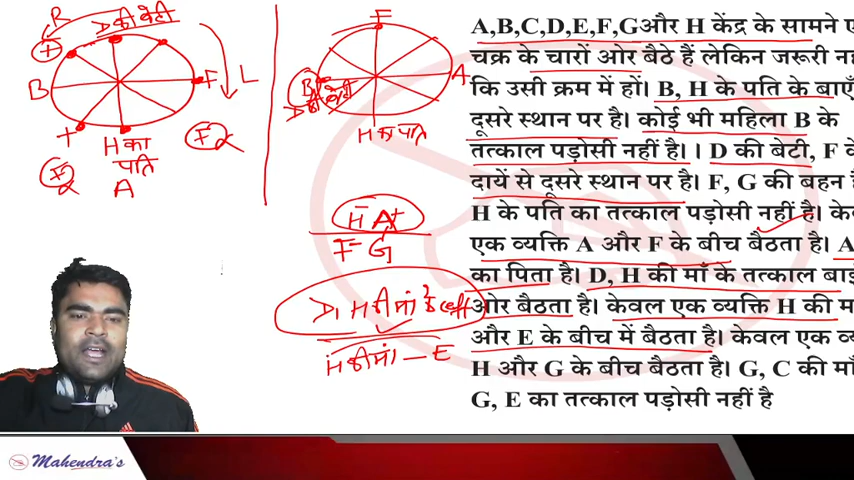 A,B,C,D,E,F,Gऔर H केंद्र के सामने ए
चक्र के चारों ओर बैठे हैं लेकिन जरूरी नह
कि उसी क्रम में हों। B, H के पति के बाएँ
दूसरे स्थान पर है। कोई भी महिला B के
तत्काल पड़ोसी नहीं है। । D की बेटी, F के
दायें से दूसरे स्थान पर है। F, G की बहन है
H के पति का तत्काल पड़ोसी नहीं है। केव
एक व्यक्ति A और F के बीच बैठता है। A
का पिता है। D, H की माँ के तत्काल बाई
ओर बैठता है। केवल एक व्यक्ति H की म
और E के बीच में बैठता है। केवल एक व्य
H और G के बीच बैठता है। G, C की माँ
G, E का तत्काल पड़ोसी नहीं है
R
D की बेटी
+
B
F
L
+
H का
पति
A
F
F
F
B
A
D की बेटी
H का पति
H A+
F G
D, H की मां left
H की मां — E
Mahendra's